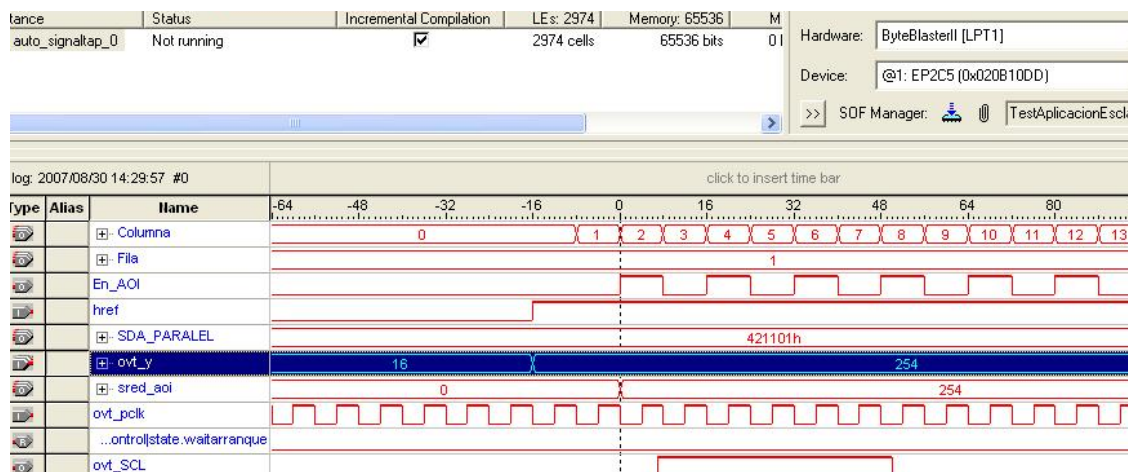 tance Status Incremental Compilation LEs: 2974 Memory: 65536 M
auto_signaltap_0 Not running 2974 cells 65536 bits 0
Hardware: ByteBlasterII [LPT1]
Device: @1: EP2C5 (0x020B10DD)
>> SOF Manager: TestAplicacionEscl
log: 2007/08/30 14:29:57 #0 click to insert time bar
Type Alias Name -64 -48 -32 -16 0 16 32 48 64 80
Columna 0 1 2 3 4 5 6 7 8 9 10 11 12 13
Fila 1
En_AOI
href
SDA_PARALEL 421101h
ovt_y 16 254
sred_aoi 0 254
ovt_pclk
...ontrol|state.waitarranque
ovt_SCL